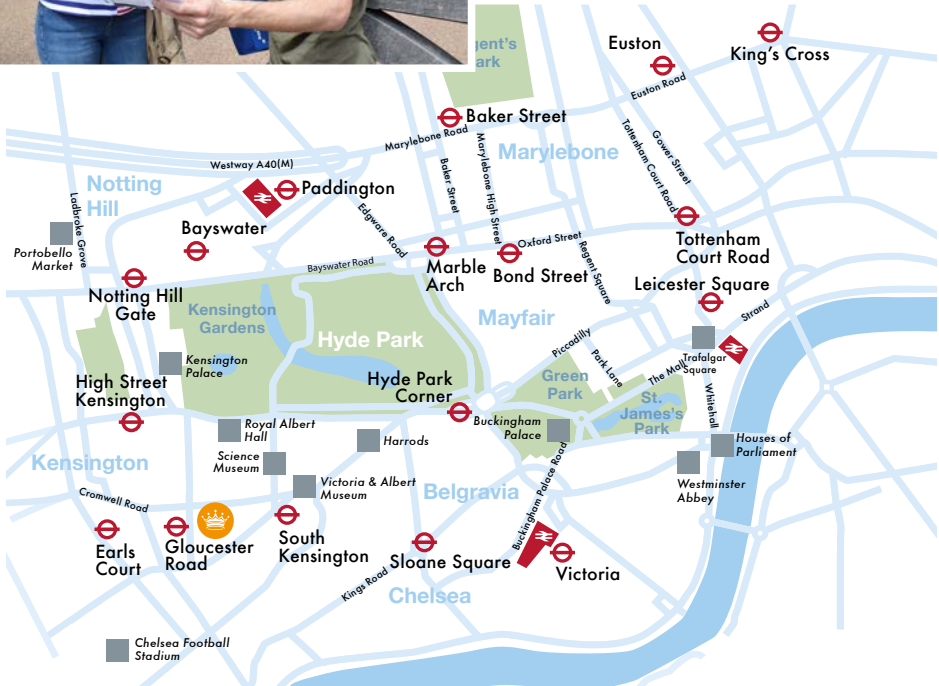 gent's
ark
Euston
King's Cross
Euston Road
Baker Street
Marylebone Road
Marylebone
Tottenham Court Road
Gower Street
Westway A40(M)
Notting
Hill
Paddington
Baker Street
Marylebone High Street
Ladbroke Grove
Edgware Road
Bayswater
Portobello
Market
Tottenham
Court Road
Oxford Street
Marble
Arch
Bond Street
Regent Square
Bayswater Road
Notting Hill
Gate
Leicester Square
Kensington
Gardens
Hyde Park
Mayfair
Strand
Piccadilly
Park Lane
Trafalgar
Square
The Mall
Kensington
Palace
High Street
Kensington
Hyde Park
Corner
Green
Park
St.
James's
Park
Whitehall
Royal Albert
Hall
Harrods
Buckingham
Palace
Houses of
Parliament
Science
Museum
Kensington
Victoria & Albert
Museum
Belgravia
Westminster
Abbey
Cromwell Road
Buckingham Palace Road
Earls
Court
Gloucester
Road
South
Kensington
Sloane Square
Victoria
Kings Road
Chelsea
Chelsea Football
Stadium